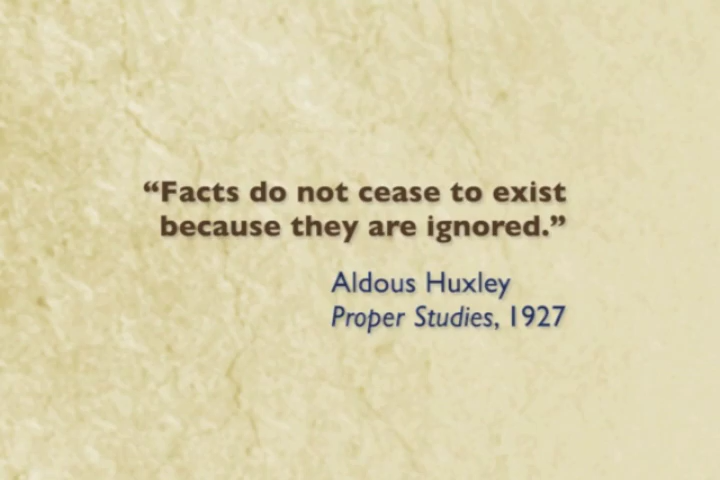 “Facts do not cease to exist
because they are ignored.”
Aldous Huxley
Proper Studies, 1927